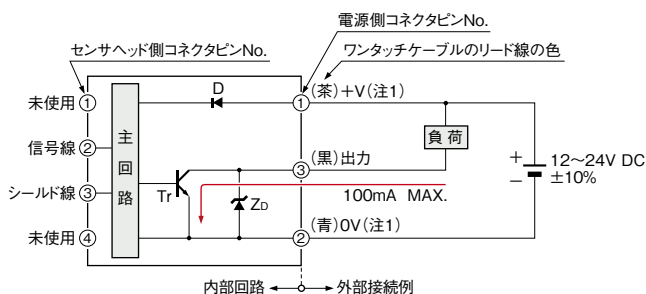 電源側コネクタピンNo.
センサヘッド側コネクタピンNo.
ワンタッチケーブルのリード線の色
D
未使用 ①
① (茶)+V(注1)
負荷
信号線 ②
主回路
③ (黒)出力
+
−
12～24V DC
±10%
シールド線 ③
Tr
ZD
100mA MAX.
未使用 ④
② (青)0V(注1)
内部回路
外部接続例